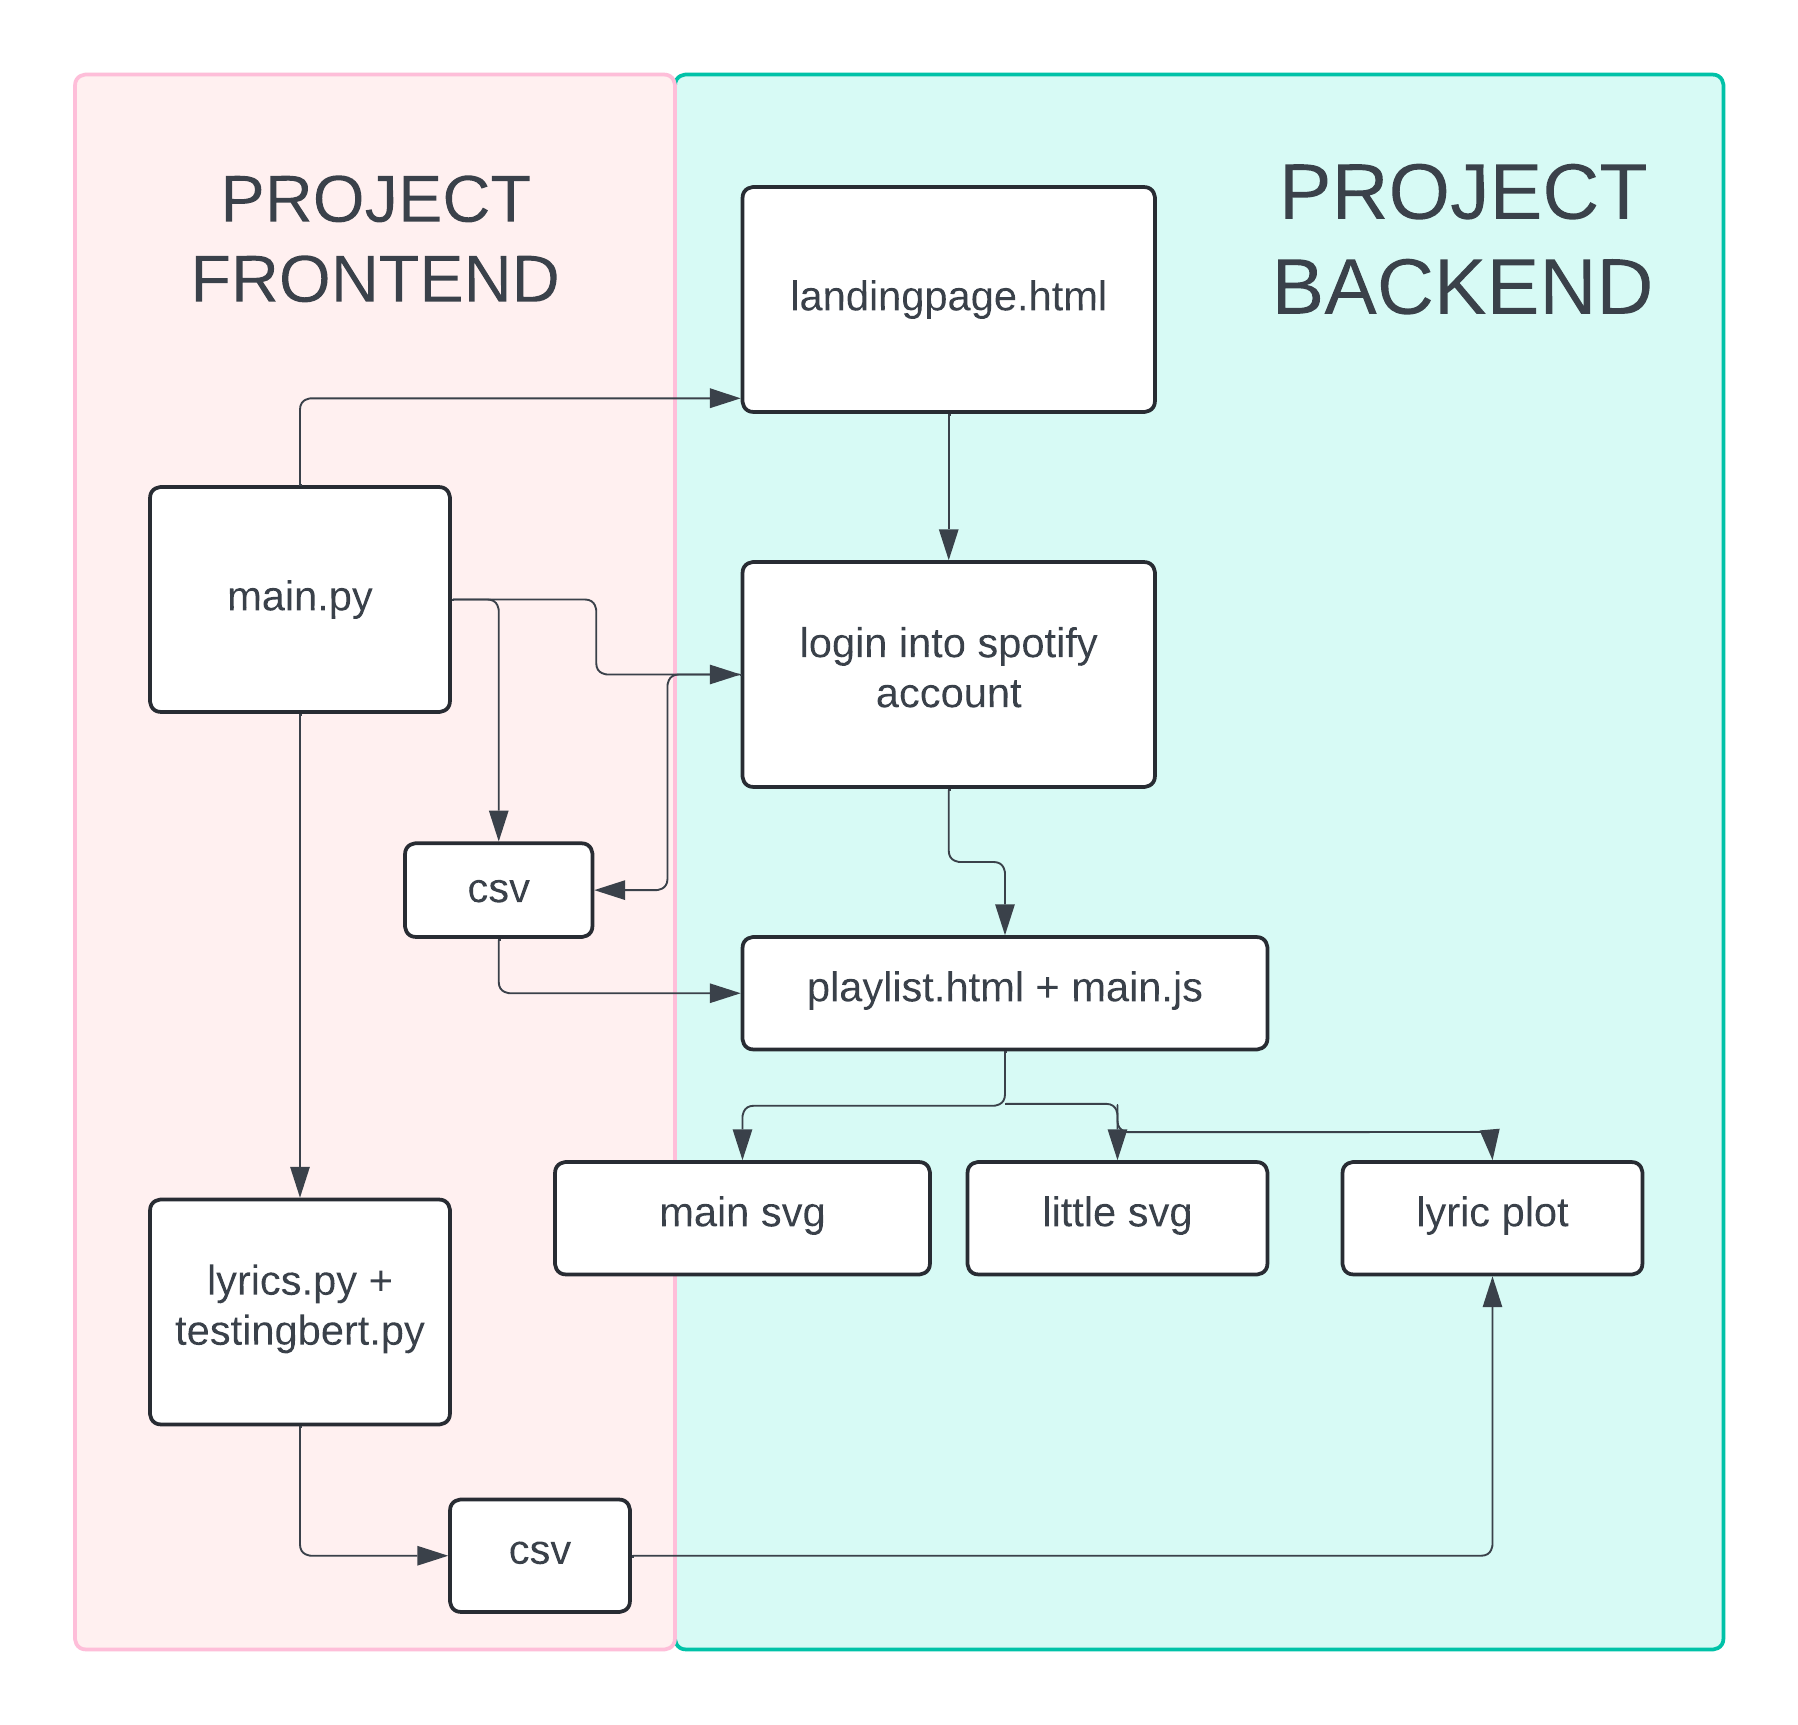 PROJECT
FRONTEND
PROJECT
BACKEND
landingpage.html
main.py
login into spotify
account
csv
playlist.html + main.js
main svg
little svg
lyric plot
lyrics.py +
testingbert.py
csv